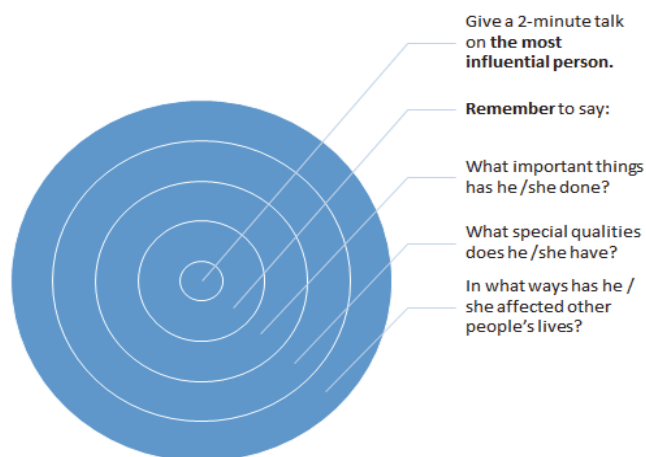 Give a 2-minute talk
on the most
influential person.
Remember to say:
What important things
has he /she done?
What special qualities
does he /she have?
In what ways has he /
she affected other
people's lives?